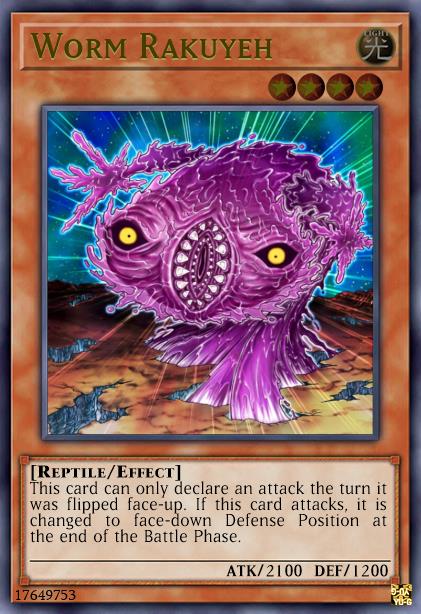 WORM RAKUYEH
LIGHT
光
[REPTILE/EFFECT]
This card can only declare an attack the turn it
was flipped face-up. If this card attacks, it is
changed to face-down Defense Position at
the end of the Battle Phase.
ATK/2100 DEF/1200
17649753